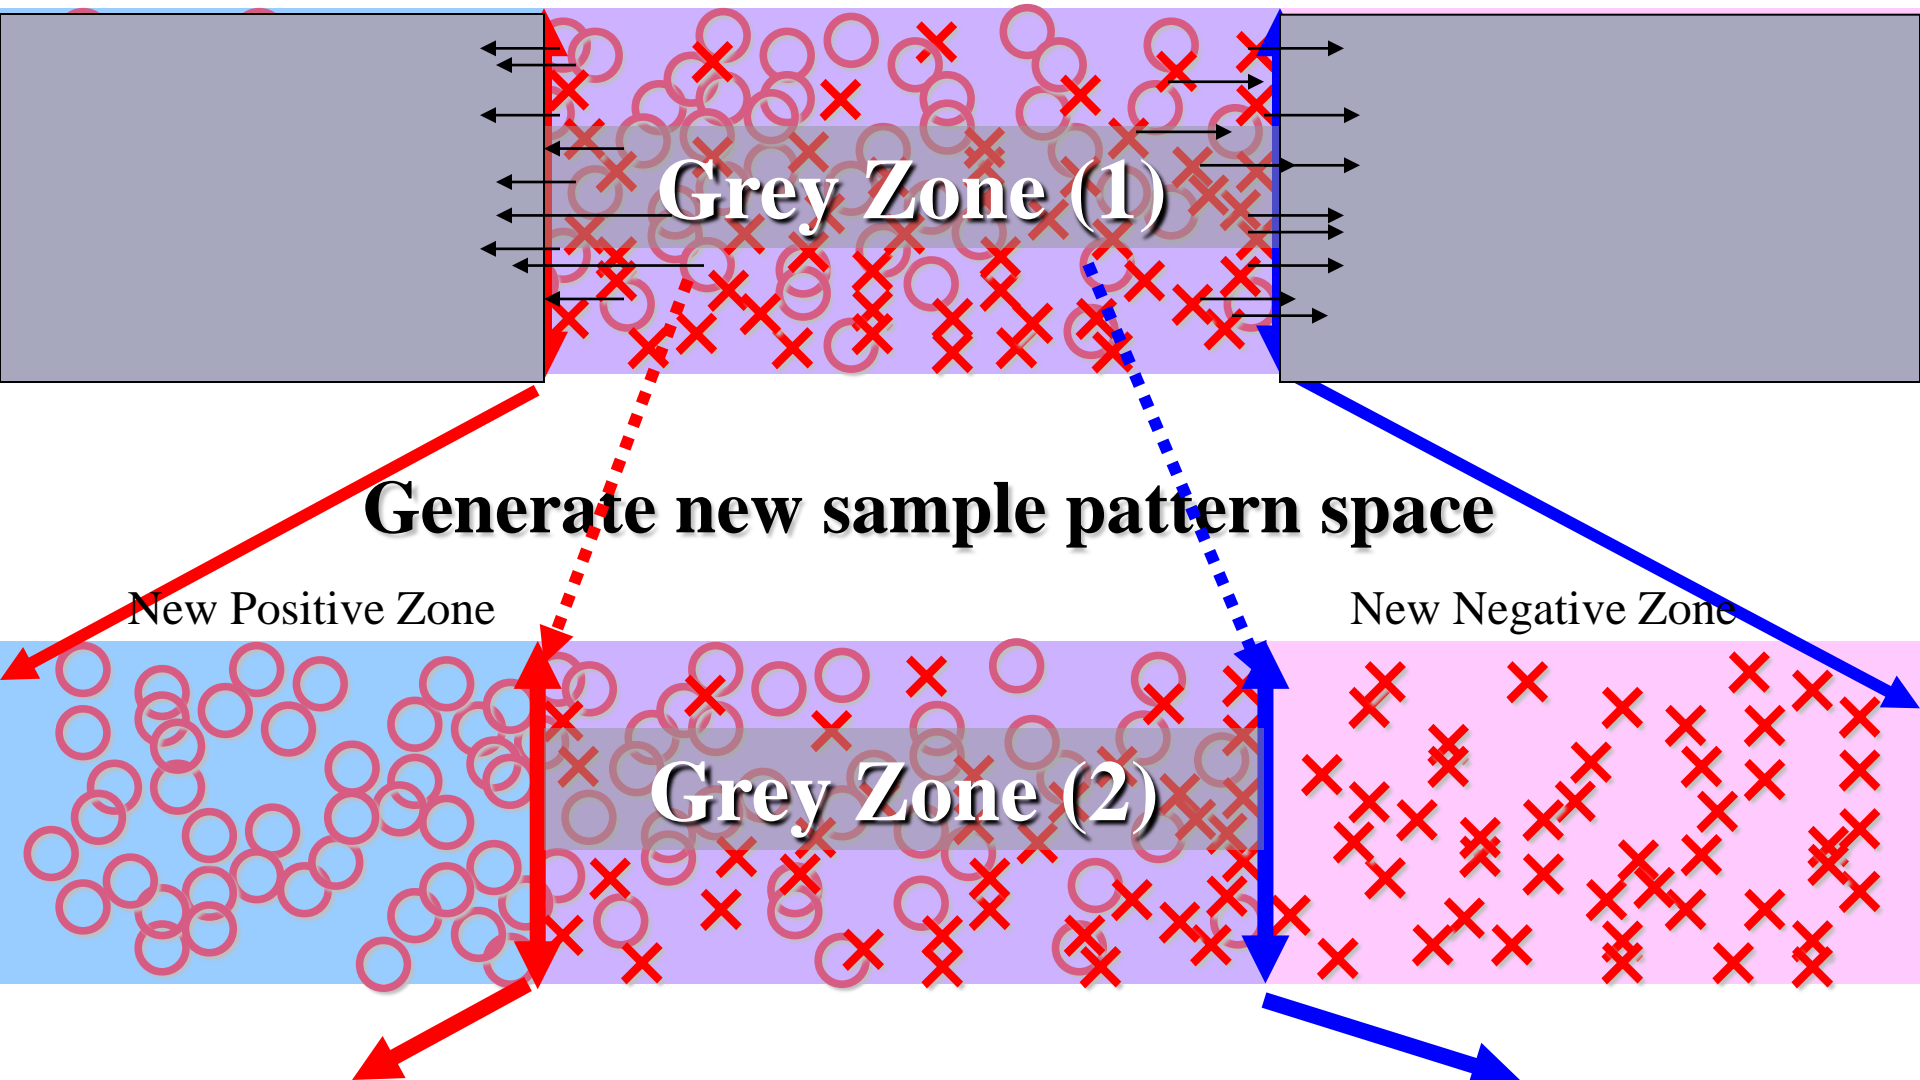 Grey Zone (1)
Generate new sample pattern space
New Positive Zone
New Negative Zone
Grey Zone (2)